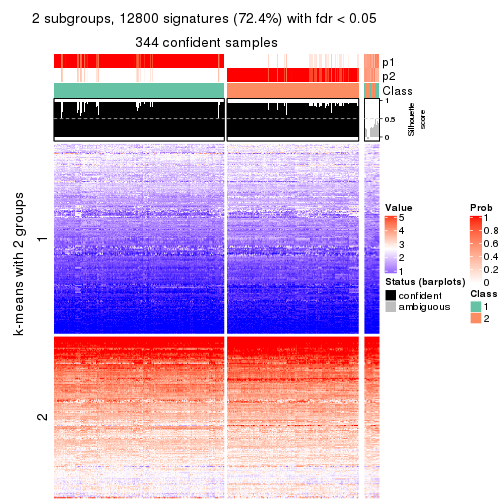 2 subgroups, 12800 signatures (72.4%) with fdr < 0.05
344 confident samples
p1
p2
Class
1
0.5
0
Silhouette
score
k-means with 2 groups
1
2
Value
5
4
3
2
1
Status (barplots)
confident
ambiguous
Prob
1
0.8
0.6
0.4
0.2
0
Class
1
2